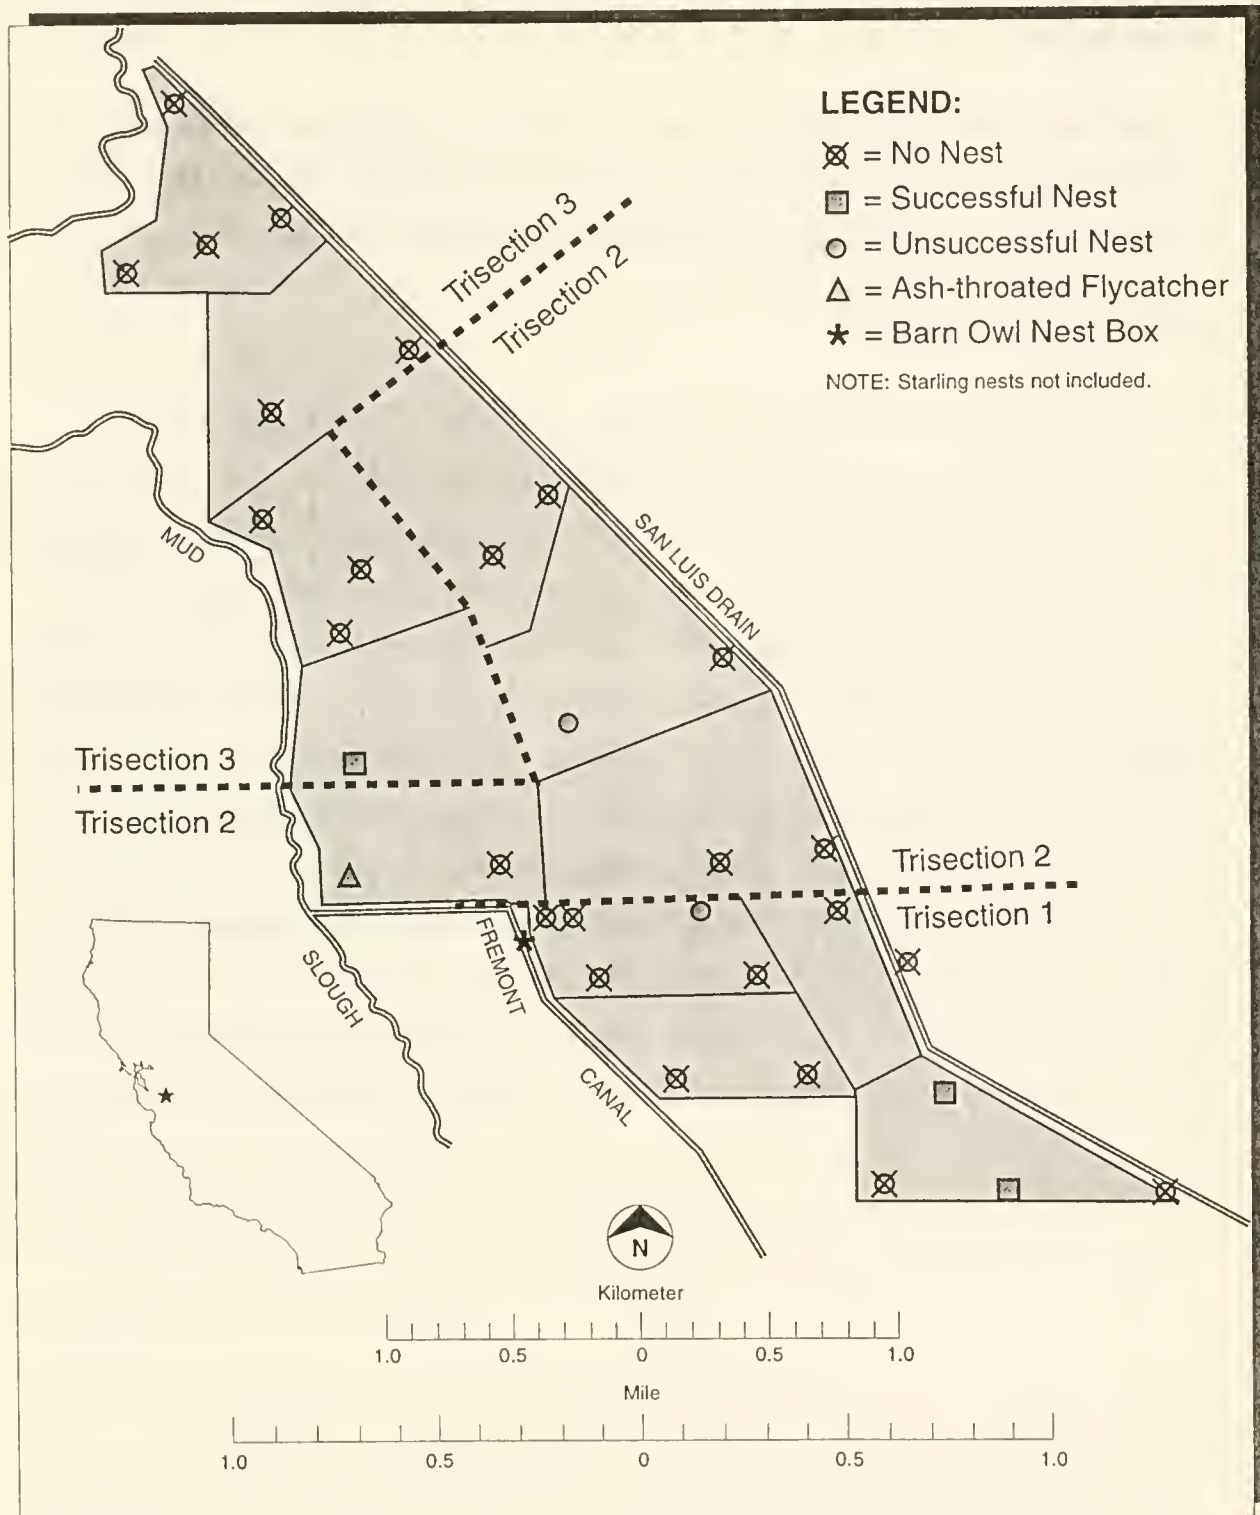 LEGEND:
= No Nest
= Successful Nest
= Unsuccessful Nest
= Ash-throated Flycatcher
= Barn Owl Nest Box
NOTE: Starling nests not included.
Trisection 3
Trisection 2
MUD
SAN LUIS DRAIN
Trisection 3
Trisection 2
Trisection 2
Trisection 1
SLOUGH
FREMONT
CANAL
N
Kilometer
1.0 0.5 0 0.5 1.0
Mile
1.0 0.5 0 0.5 1.0